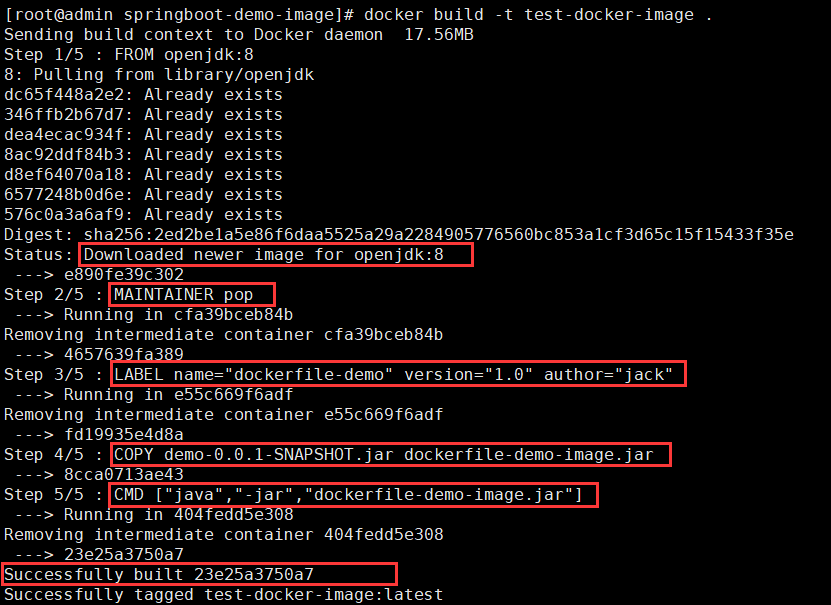 [root@admin springboot-demo-image]# docker build -t test-docker-image .
Sending build context to Docker daemon  17.56MB
Step 1/5 : FROM openjdk:8
8: Pulling from library/openjdk
dc65f448a2e2: Already exists
346ffb2b67d7: Already exists
dea4ecac934f: Already exists
8ac92ddf84b3: Already exists
d8ef64070a18: Already exists
6577248b0d6e: Already exists
576c0a3a6af9: Already exists
Digest: sha256:2ed2be1a5e86f6daa5525a29a2284905776560bc853a1cf3d65c15f15433f35e
Status: Downloaded newer image for openjdk:8
 ---> e890fe39c302
Step 2/5 : MAINTAINER pop
 ---> Running in cfa39bceb84b
Removing intermediate container cfa39bceb84b
 ---> 4657639fa389
Step 3/5 : LABEL name="dockerfile-demo" version="1.0" author="jack"
 ---> Running in e55c669f6adf
Removing intermediate container e55c669f6adf
 ---> fd19935e4d8a
Step 4/5 : COPY demo-0.0.1-SNAPSHOT.jar dockerfile-demo-image.jar
 ---> 8cca0713ae43
Step 5/5 : CMD ["java","-jar","dockerfile-demo-image.jar"]
 ---> Running in 404fedd5e308
Removing intermediate container 404fedd5e308
 ---> 23e25a3750a7
Successfully built 23e25a3750a7
Successfully tagged test-docker-image:latest